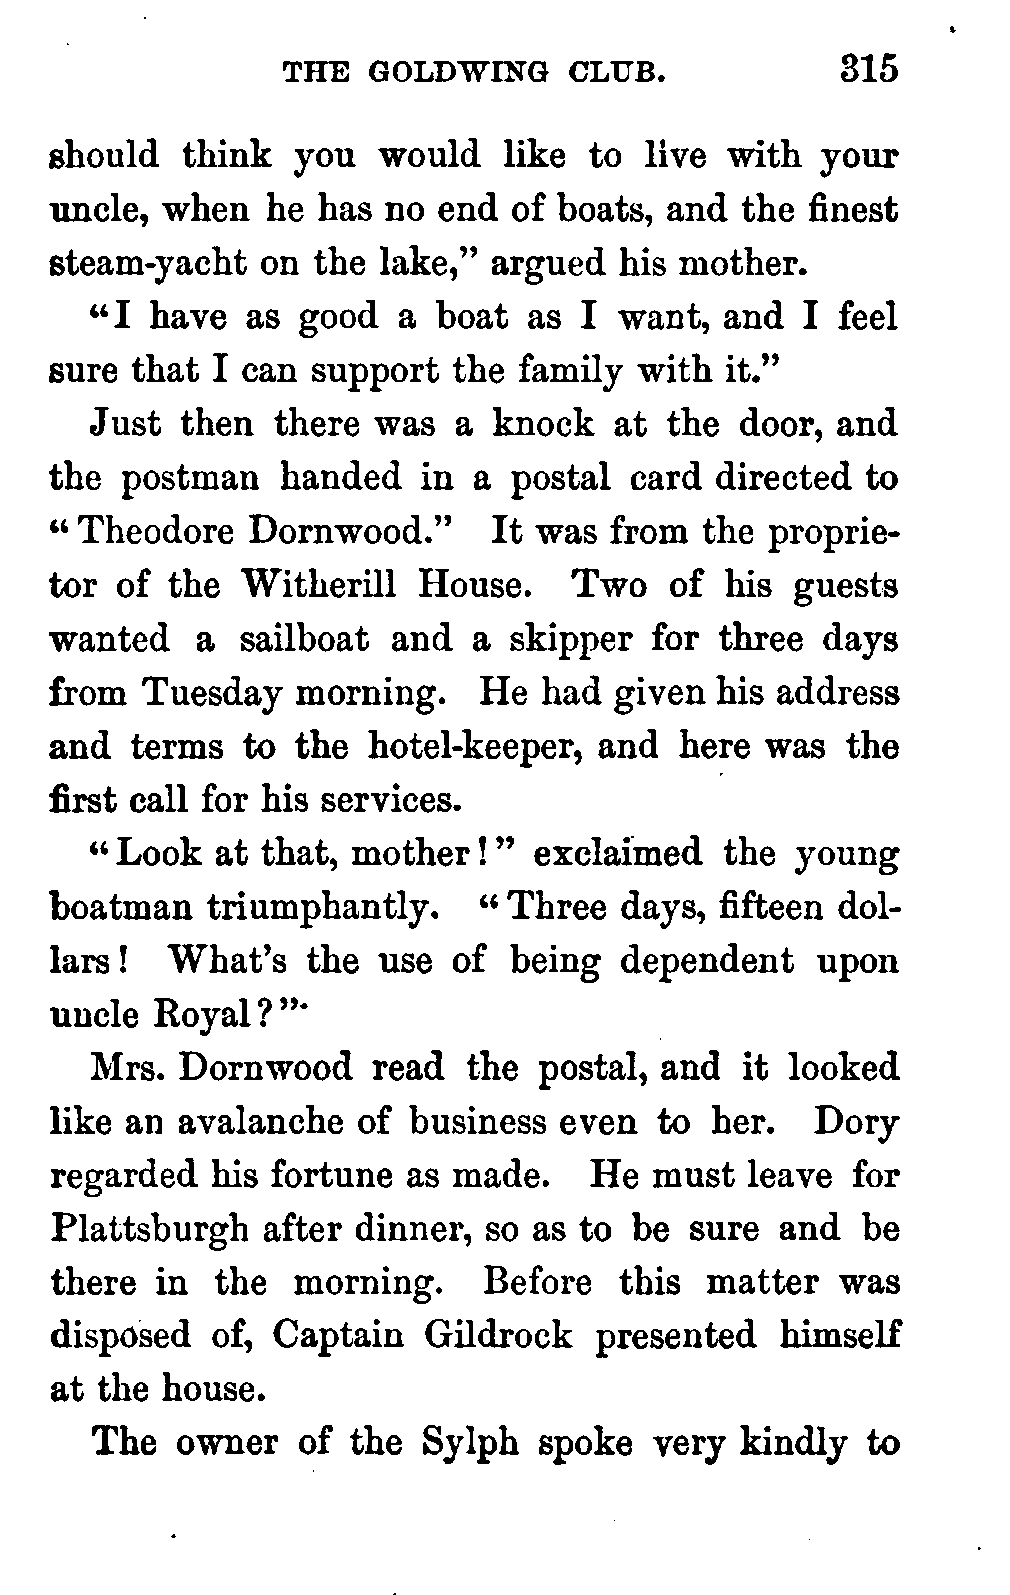 THE GOLDWING CLUB. 315
should think you would like to live with your
uncle, when he has no end of boats, and the finest
steam-yacht on the lake,” argued his mother.
“I have as good a boat as I want, and I feel
sure that I can support the family with it.”
Just then there was a knock at the door, and
the postman handed in a postal card directed to
“Theodore Dornwood.” It was from the proprie-
tor of the Witherill House. Two of his guests
wanted a sailboat and a skipper for three days
from Tuesday morning. He had given his address
and terms to the hotel-keeper, and here was the
first call for his services.
“Look at that, mother!” exclaimed the young
boatman triumphantly. “Three days, fifteen dol-
lars! What’s the use of being dependent upon
uncle Royal?”
Mrs. Dornwood read the postal, and it looked
like an avalanche of business even to her. Dory
regarded his fortune as made. He must leave for
Plattsburgh after dinner, so as to be sure and be
there in the morning. Before this matter was
disposed of, Captain Gildrock presented himself
at the house.
The owner of the Sylph spoke very kindly to